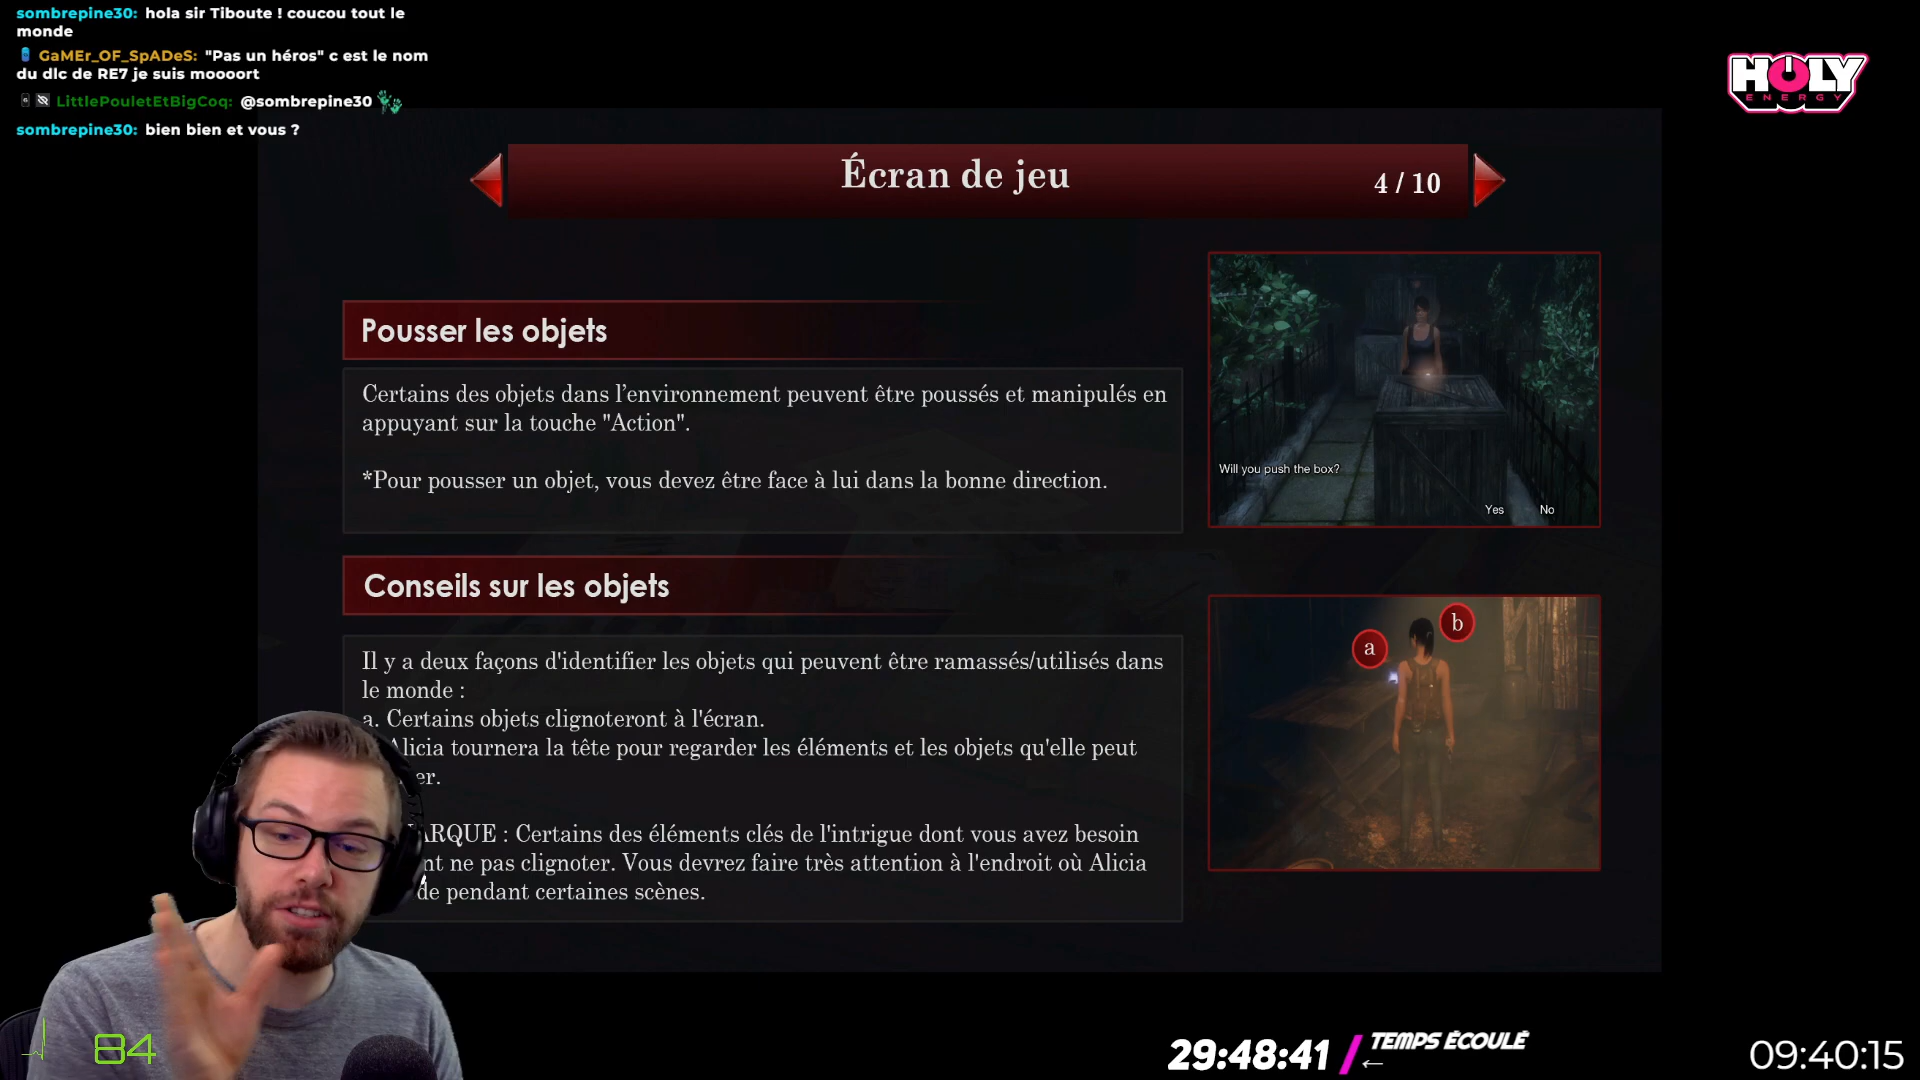 sombrepine30: hola sir Tiboute ! coucou tout le
monde
GaMEr_OF_SpADeS: "Pas un héros" c est le nom
du dlc de RE7 je suis moooort
LittlePouletEtBigCoq: @sombrepine30
sombrepine30: bien bien et vous ?
HOLY
ENERGY
Écran de jeu
4 / 10
Pousser les objets
Certains des objets dans l'environnement peuvent être poussés et manipulés en
appuyant sur la touche "Action".
*Pour pousser un objet, vous devez être face à lui dans la bonne direction.
Will you push the box?
Yes No
Conseils sur les objets
Il y a deux façons d'identifier les objets qui peuvent être ramassés/utilisés dans
le monde :
a. Certains objets clignoteront à l'écran.
Alicia tournera la tête pour regarder les éléments et les objets qu'elle peut
er.
ARQUE : Certains des éléments clés de l'intrigue dont vous avez besoin
nt ne pas clignoter. Vous devrez faire très attention à l'endroit où Alicia
de pendant certaines scènes.
a
b
84
29:48:41
TEMPS ÉCOULÉ
←
09:40:15